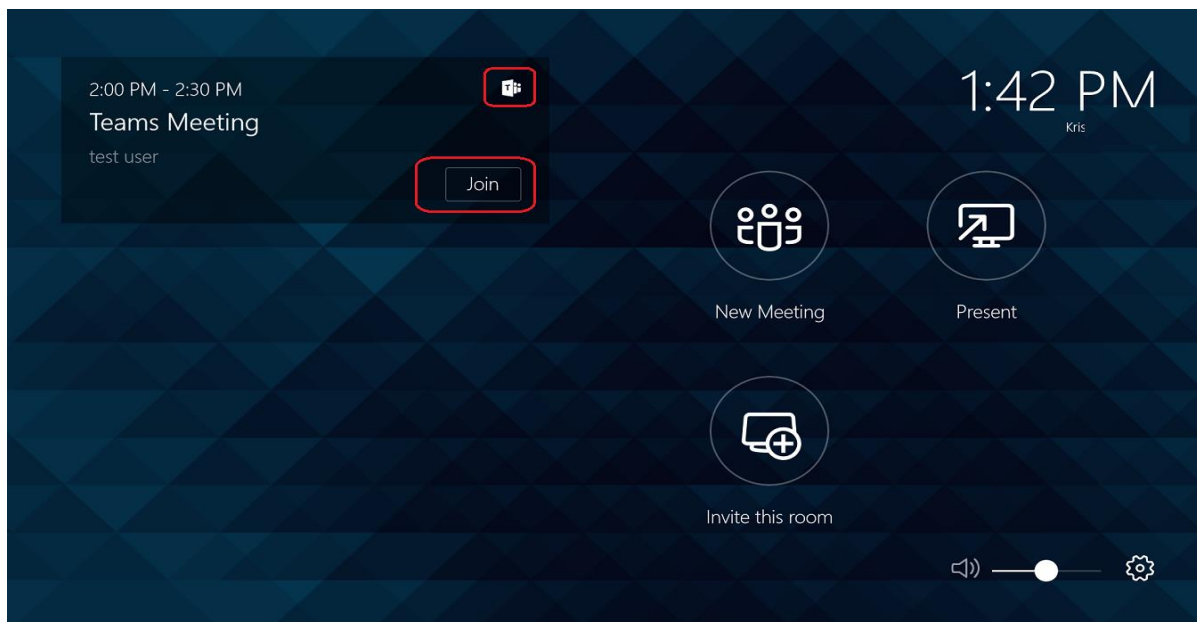 2:00 PM - 2:30 PM
Teams Meeting
test user
Join
1:42 PM
Kris
New Meeting
Present
Invite this room